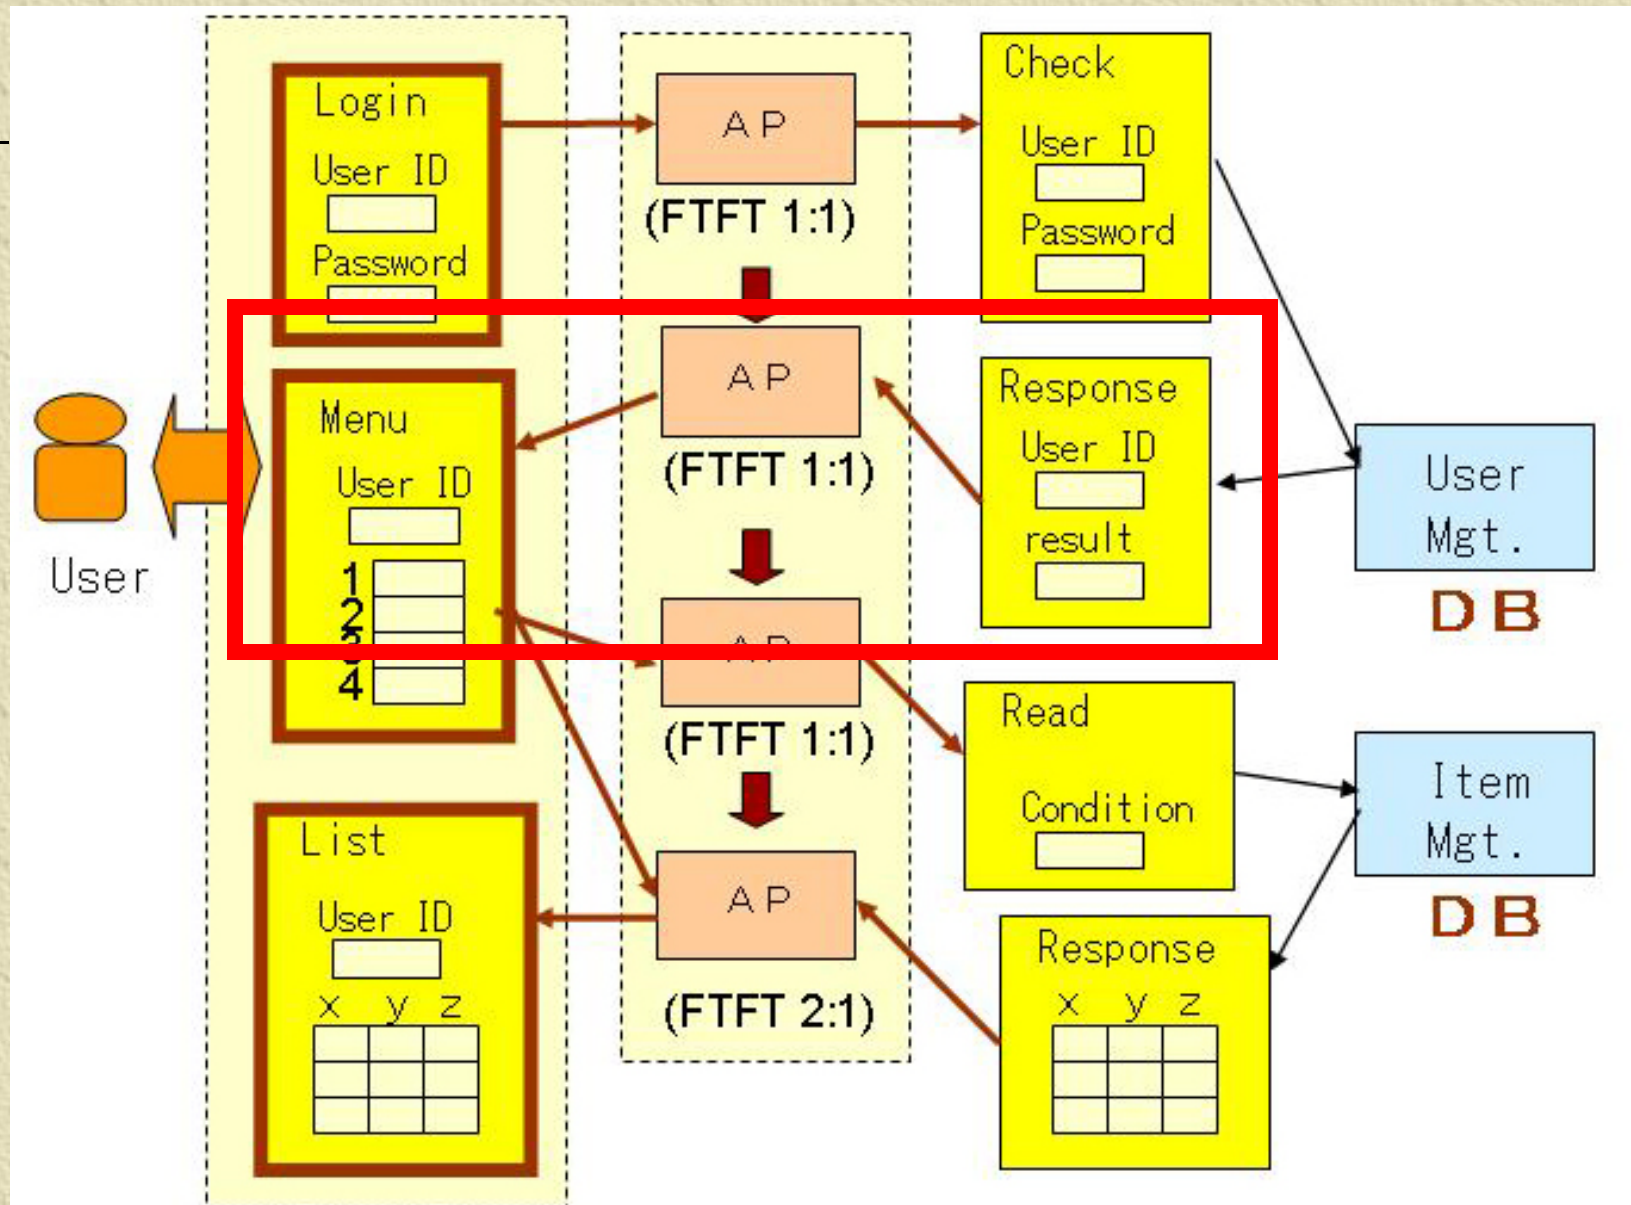 Login
User ID
Password
AP
(FTFT 1:1)
Check
User ID
Password
User
Menu
User ID
1
2
3
4
AP
(FTFT 1:1)
Response
User ID
result
User
Mgt.
DB
AP
(FTFT 1:1)
Read
Condition
Item
Mgt.
DB
List
User ID
x y z
AP
(FTFT 2:1)
Response
x y z